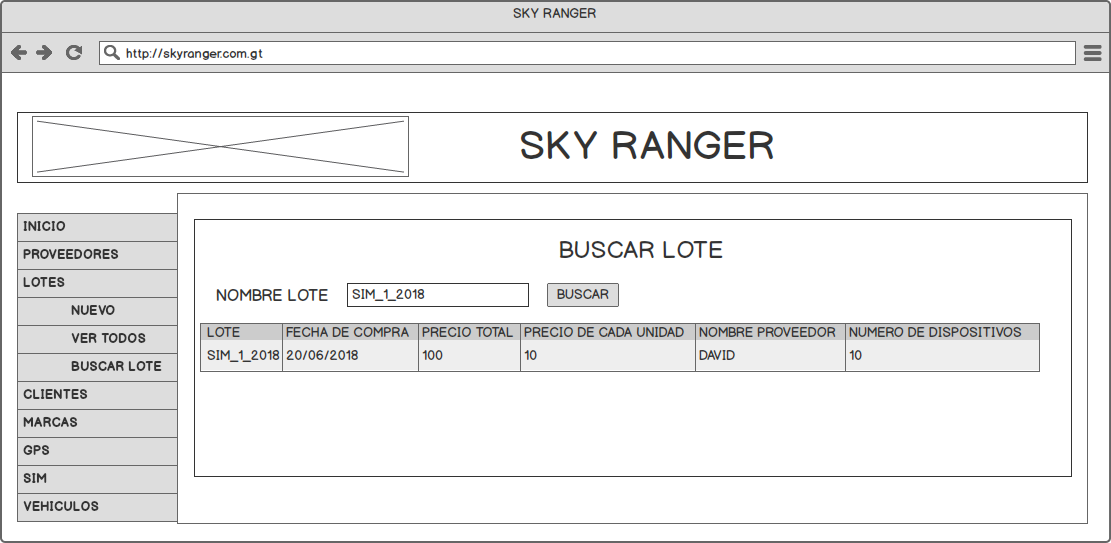 SKY RANGER
http://skyranger.com.gt
SKY RANGER
INICIO
PROVEEDORES
LOTES
NUEVO
VER TODOS
BUSCAR LOTE
CLIENTES
MARCAS
GPS
SIM
VEHICULOS
BUSCAR LOTE
NOMBRE LOTE SIM_1_2018 BUSCAR
LOTE FECHA DE COMPRA PRECIO TOTAL PRECIO DE CADA UNIDAD NOMBRE PROVEEDOR NUMERO DE DISPOSITIVOS
SIM_1_2018 20/06/2018 100 10 DAVID 10